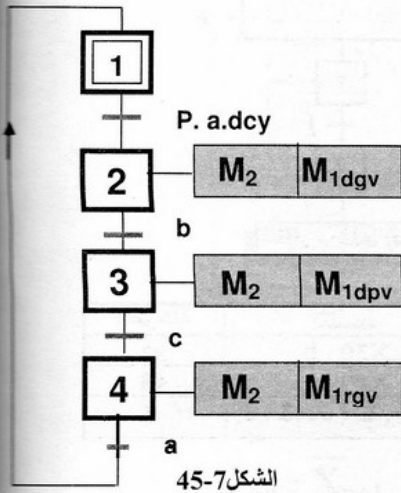 1
P. a.dcy
2 M2 M1dgv
b
3 M2 M1dpv
c
4 M2 M1rgv
a
الشكل7-45